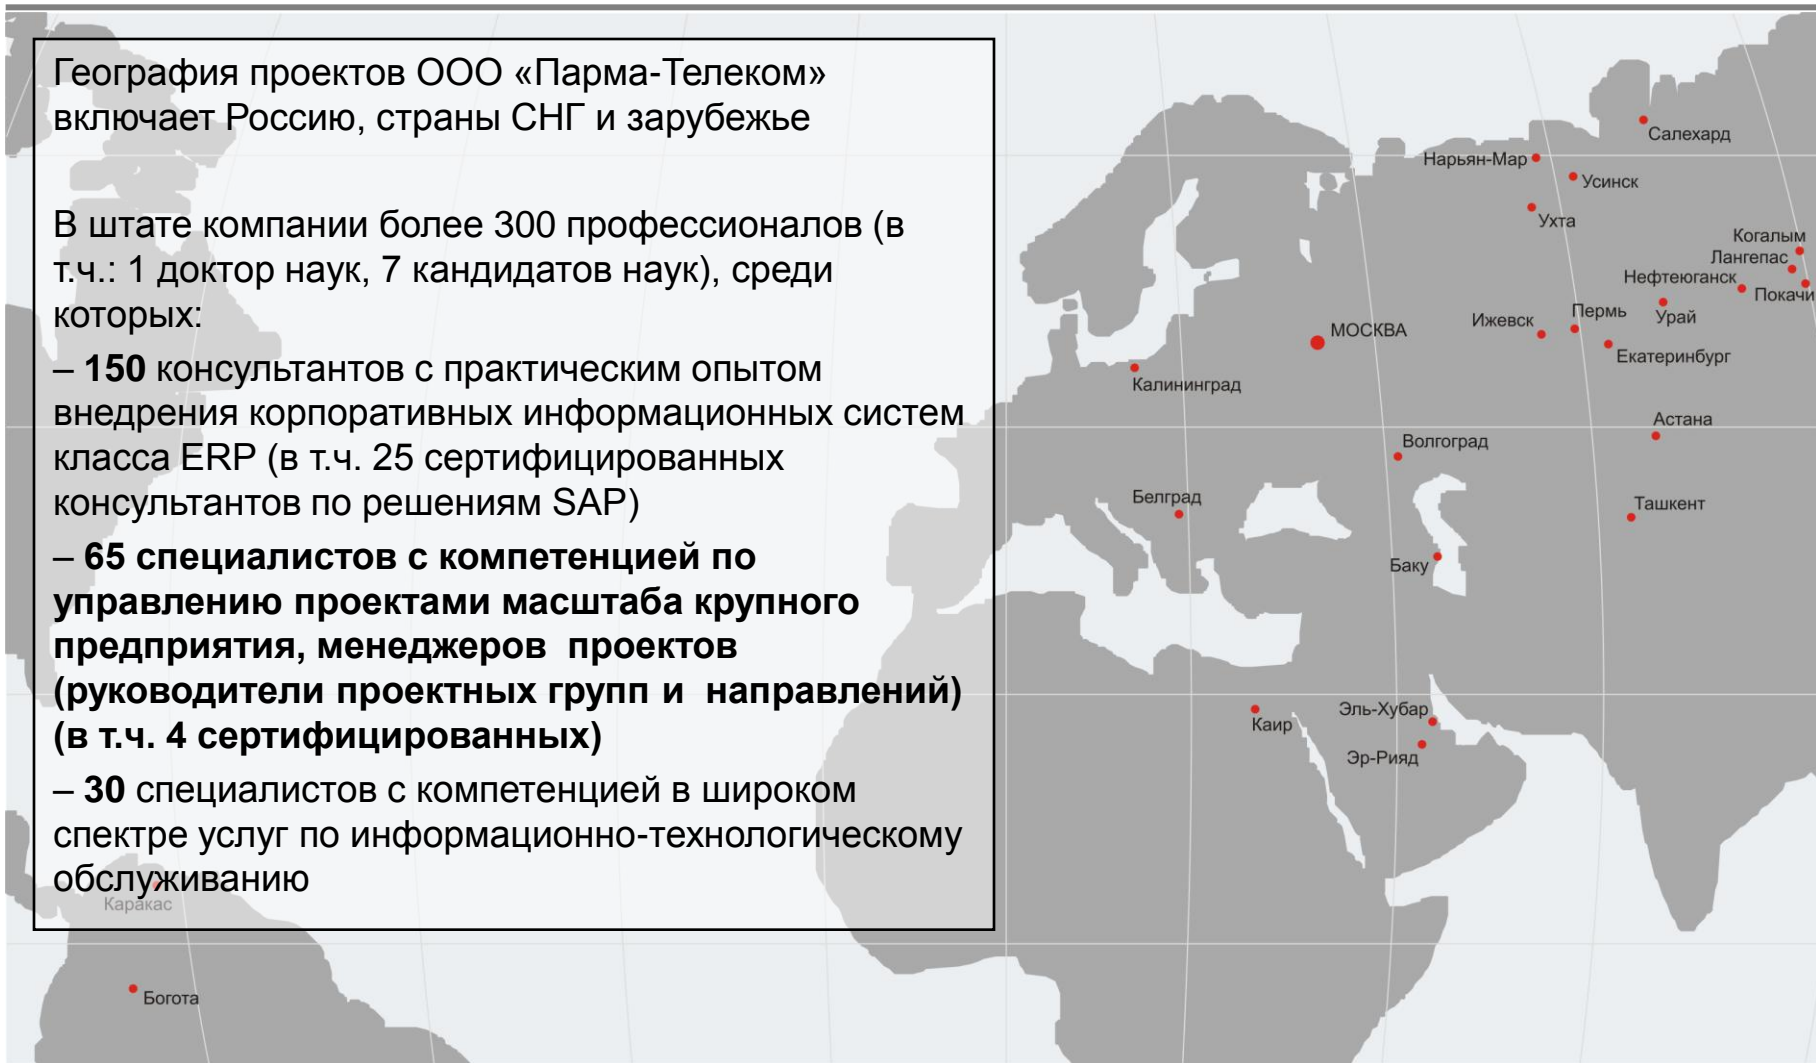 География проектов ООО «Парма-Телеком»
включает Россию, страны СНГ и зарубежье
В штате компании более 300 профессионалов (в
т.ч.: 1 доктор наук, 7 кандидатов наук), среди
которых:
– 150 консультантов с практическим опытом
внедрения корпоративных информационных систем
класса ERP (в т.ч. 25 сертифицированных
консультантов по решениям SAP)
– 65 специалистов с компетенцией по
управлению проектами масштаба крупного
предприятия, менеджеров  проектов
(руководители проектных групп и  направлений)
(в т.ч. 4 сертифицированных)
– 30 специалистов с компетенцией в широком
спектре услуг по информационно-технологическому
обслуживанию
Каракас
Богота
Салехард
Нарьян-Мар
Усинск
Ухта
Когалым
Лангепас
Нефтеюганск
Покачи
Пермь
Урай
Ижевск
МОСКВА
Екатеринбург
Калининград
Астана
Волгоград
Белград
Ташкент
Баку
Эль-Хубар
Каир
Эр-Рияд